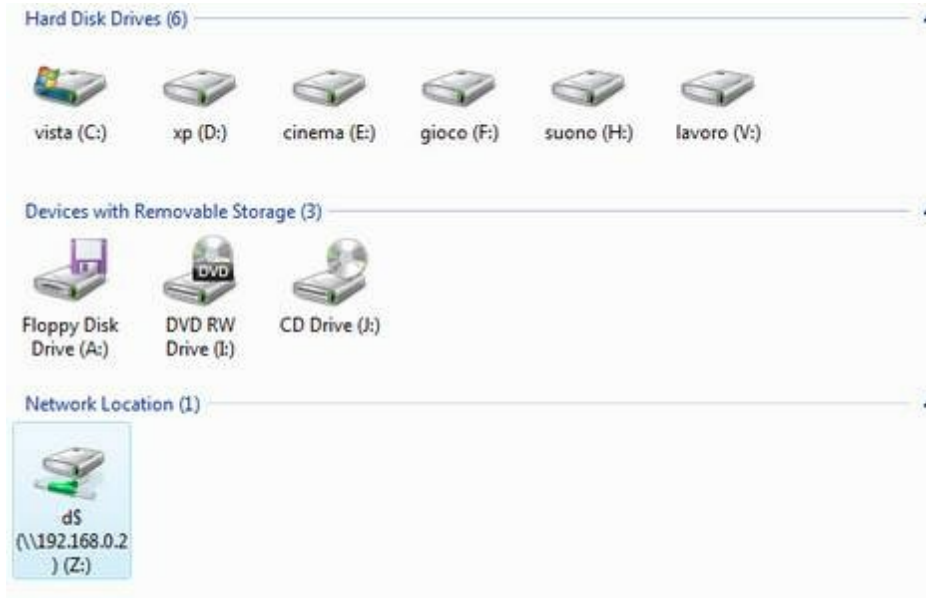 Hard Disk Drives (6)
vista (C:)
xp (D:)
cinema (E:)
gioco (F:)
suono (H:)
lavoro (V:)
Devices with Removable Storage (3)
DVD
Floppy Disk
Drive (A:)
DVD RW
Drive (I:)
CD Drive (J:)
Network Location (1)
d$
(\\192.168.0.2
) (Z:)